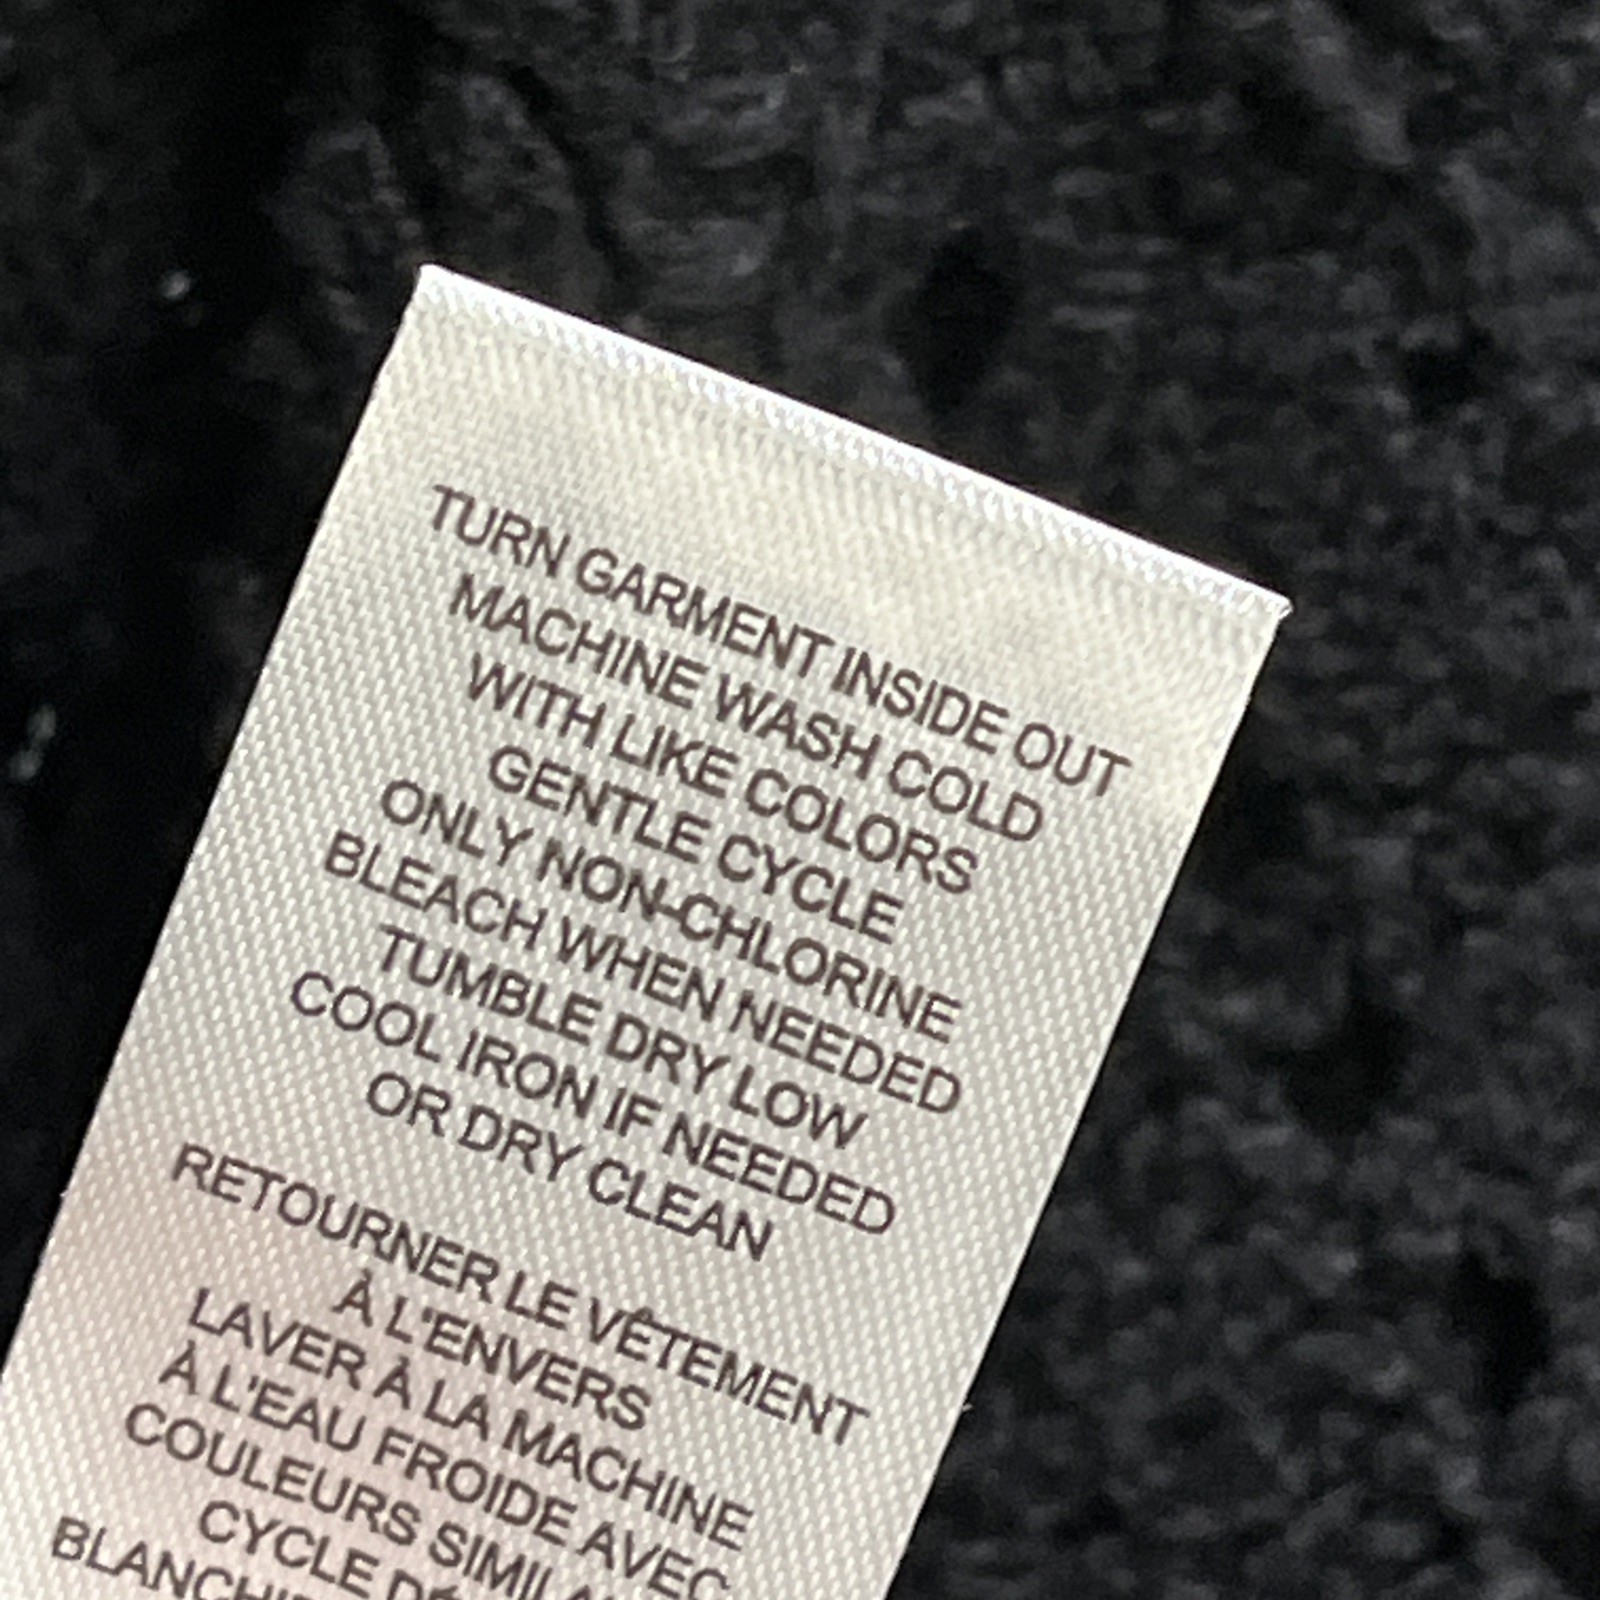 TURN GARMENT INSIDE OUT
MACHINE WASH COLD
WITH LIKE COLORS
GENTLE CYCLE
ONLY NON-CHLORINE
BLEACH WHEN NEEDED
TUMBLE DRY LOW
COOL IRON IF NEEDED
OR DRY CLEAN
RETOURNER LE VÊTEMENT
À L'ENVERS
LAVER À LA MACHINE
À L'EAU FROIDE AVEC
COULEURS
CYCLE